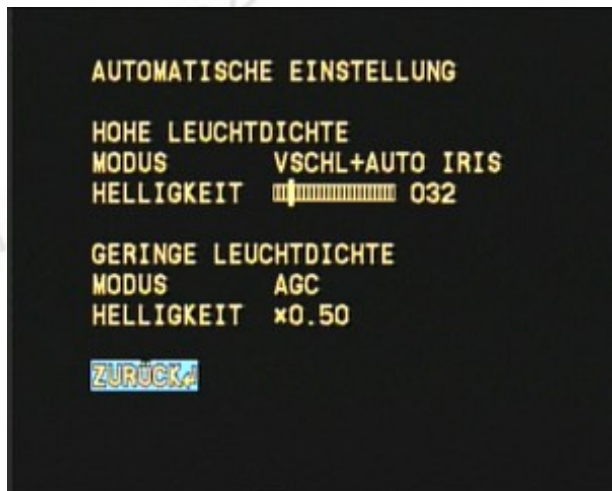 AUTOMATISCHE EINSTELLUNG
HOHE LEUCHTDICHTE
MODUS VSCHL+AUTO IRIS
HELLIGKEIT 032
GERINGE LEUCHTDICHTE
MODUS AGC
HELLIGKEIT ×0.50
ZURÜCK↲